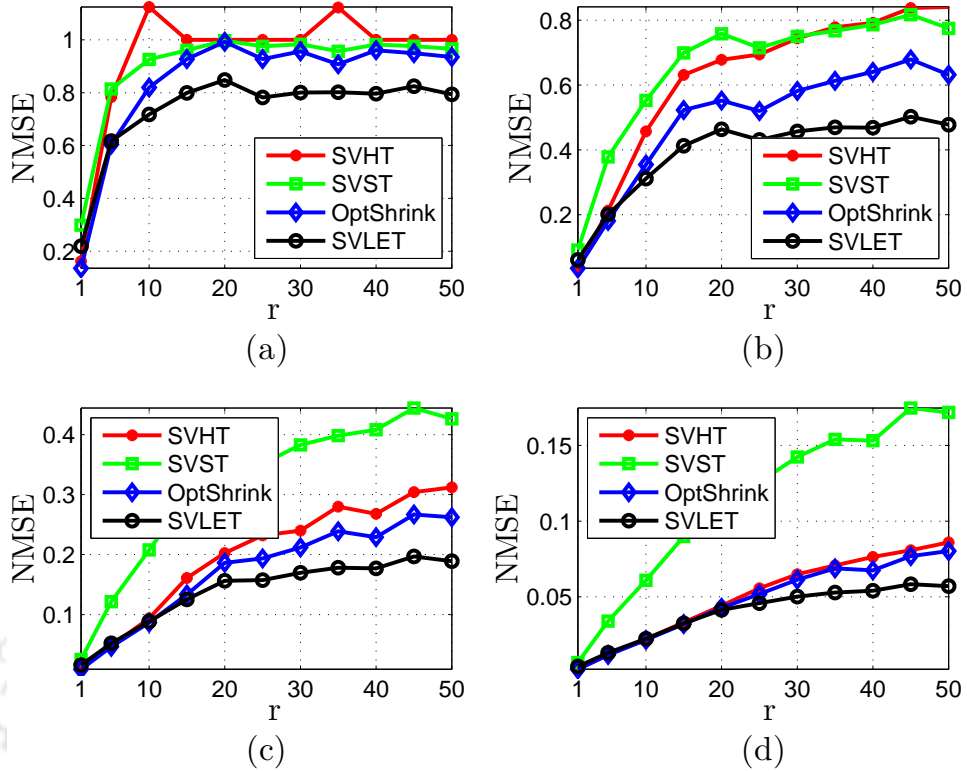 NMSE
1
0.8
0.6
0.4
0.2
1 10 20 30 40 50
r
SVHT
SVST
OptShrink
SVLET
(a)
NMSE
0.8
0.6
0.4
0.2
1 10 20 30 40 50
r
SVHT
SVST
OptShrink
SVLET
(b)
NMSE
0.4
0.3
0.2
0.1
1 10 20 30 40 50
r
SVHT
SVST
OptShrink
SVLET
(c)
NMSE
0.15
0.1
0.05
1 10 20 30 40 50
r
SVHT
SVST
OptShrink
SVLET
(d)